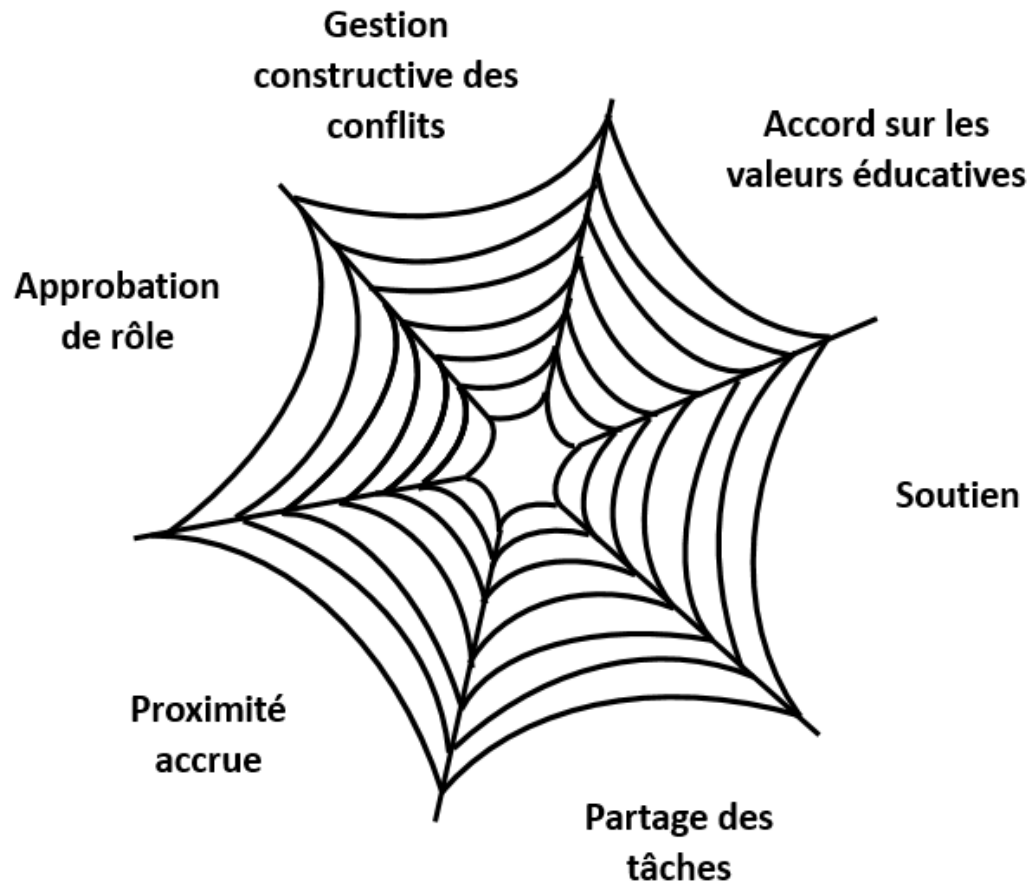 Gestion
constructive des
conflits
Accord sur les
valeurs éducatives
Approbation
de rôle
Soutien
Proximité
accrue
Partage des
tâches